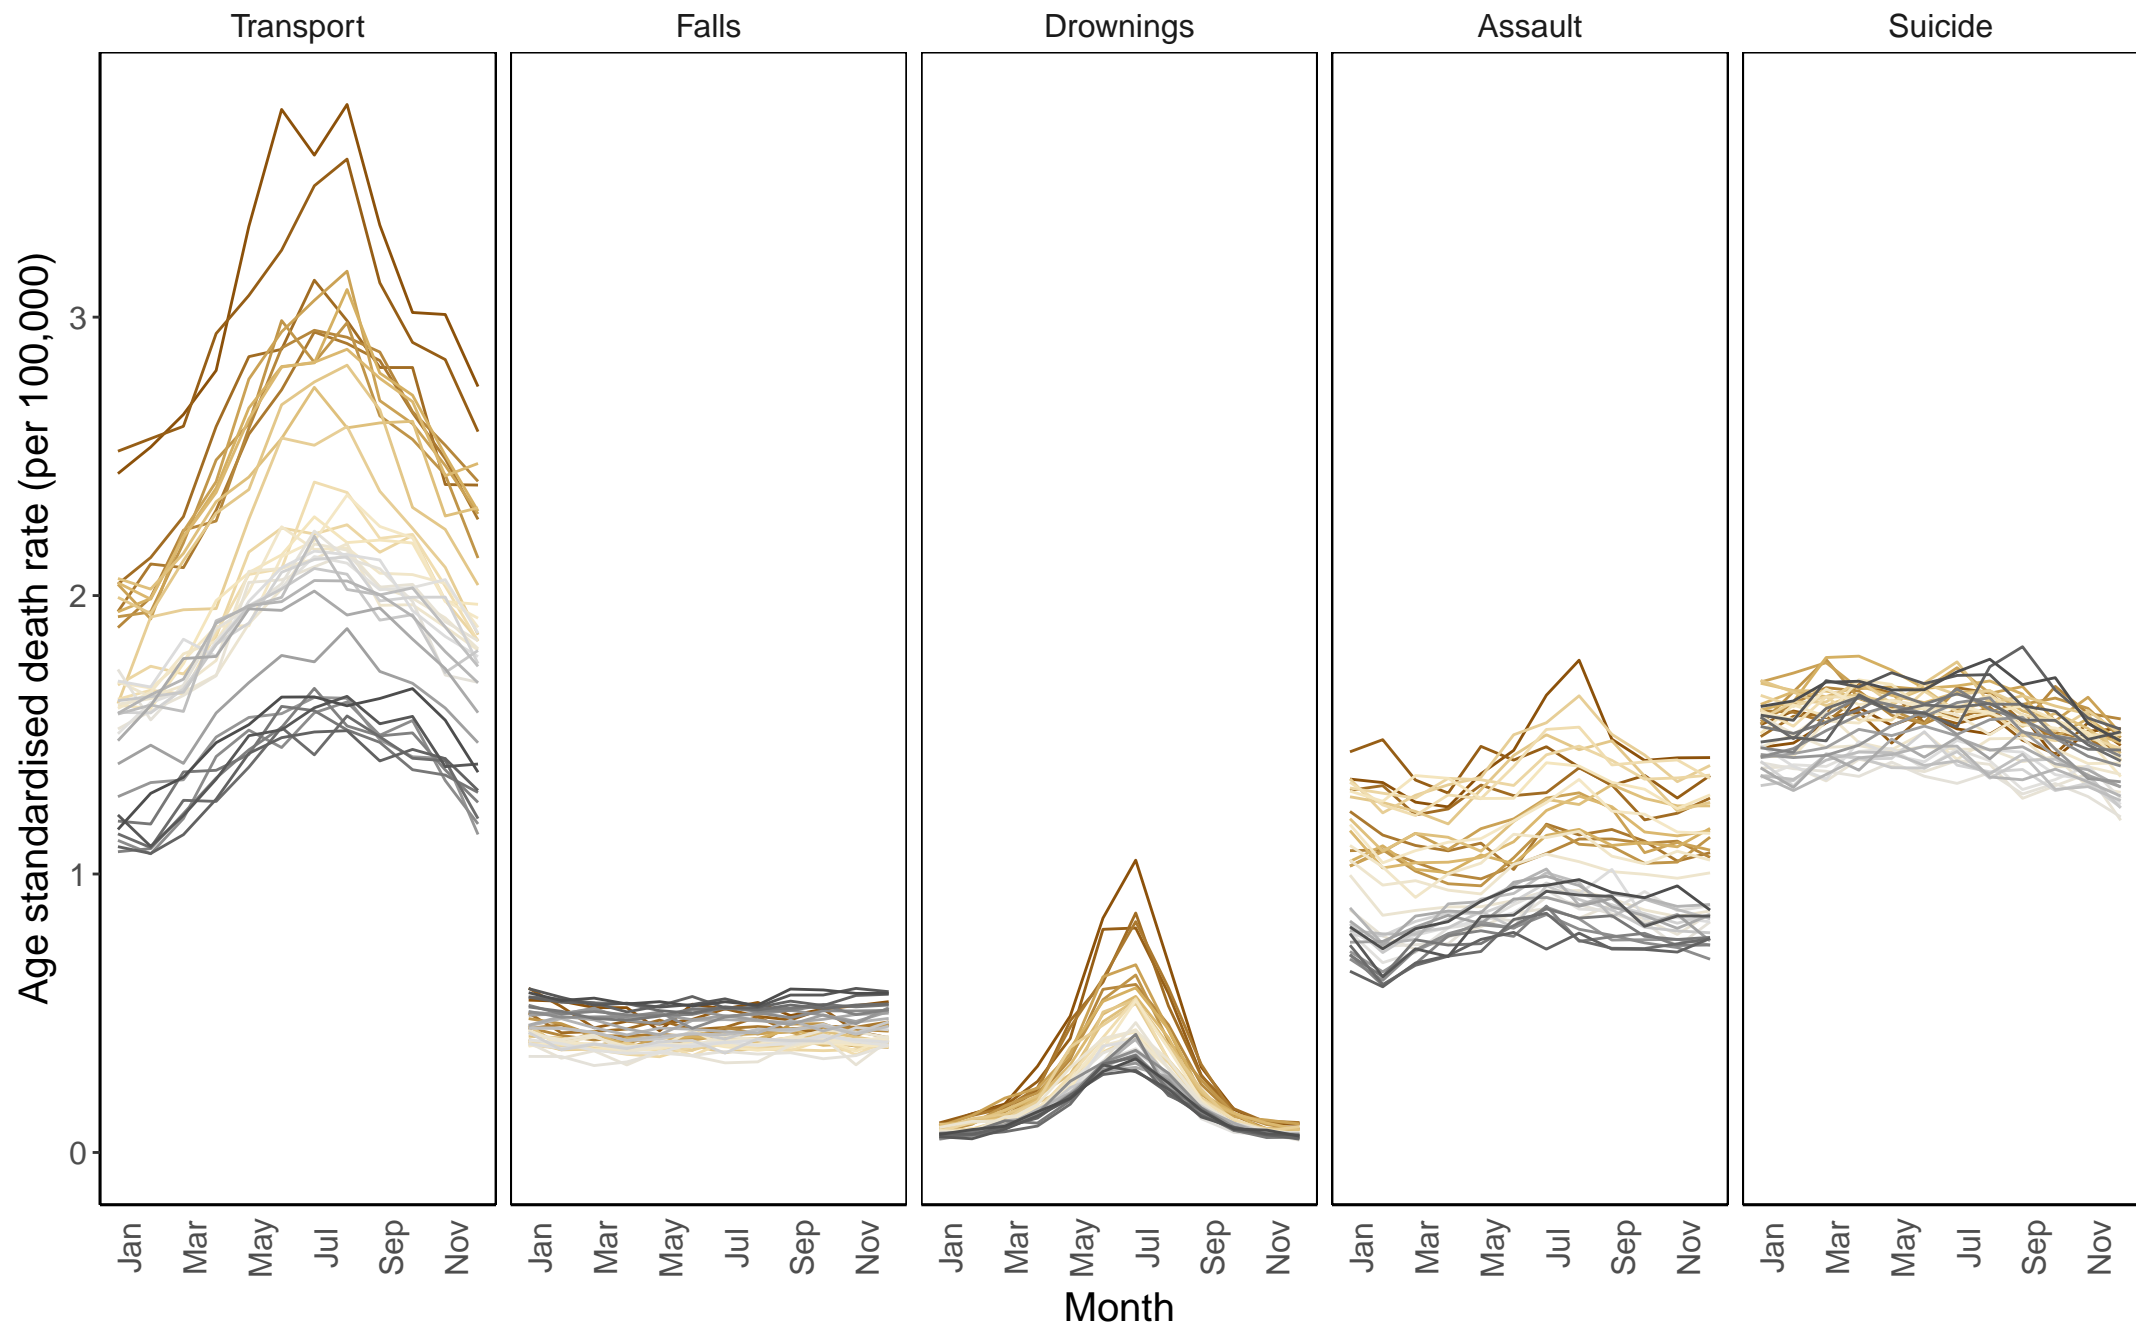 Transport Falls Drownings Assault Suicide
Age standardised death rate (per 100,000)
3
2
1
0
Jan Mar May Jul Sep Nov Jan Mar May Jul Sep Nov Jan Mar May Jul Sep Nov Jan Mar May Jul Sep Nov Jan Mar May Jul Sep Nov
Month